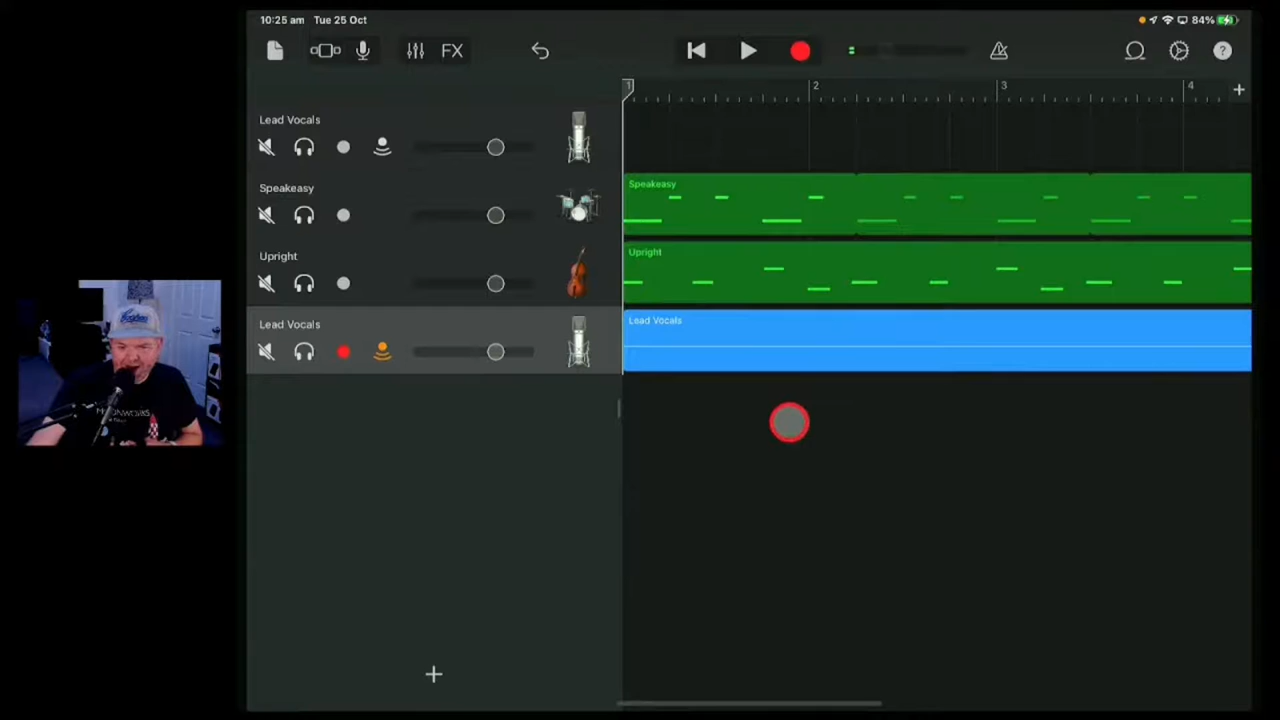 10:25 am Tue 25 Oct
84%
FX
?
1 2 3 4
Lead Vocals
Speakeasy
Speakeasy
Upright
Upright
Lead Vocals
Lead Vocals